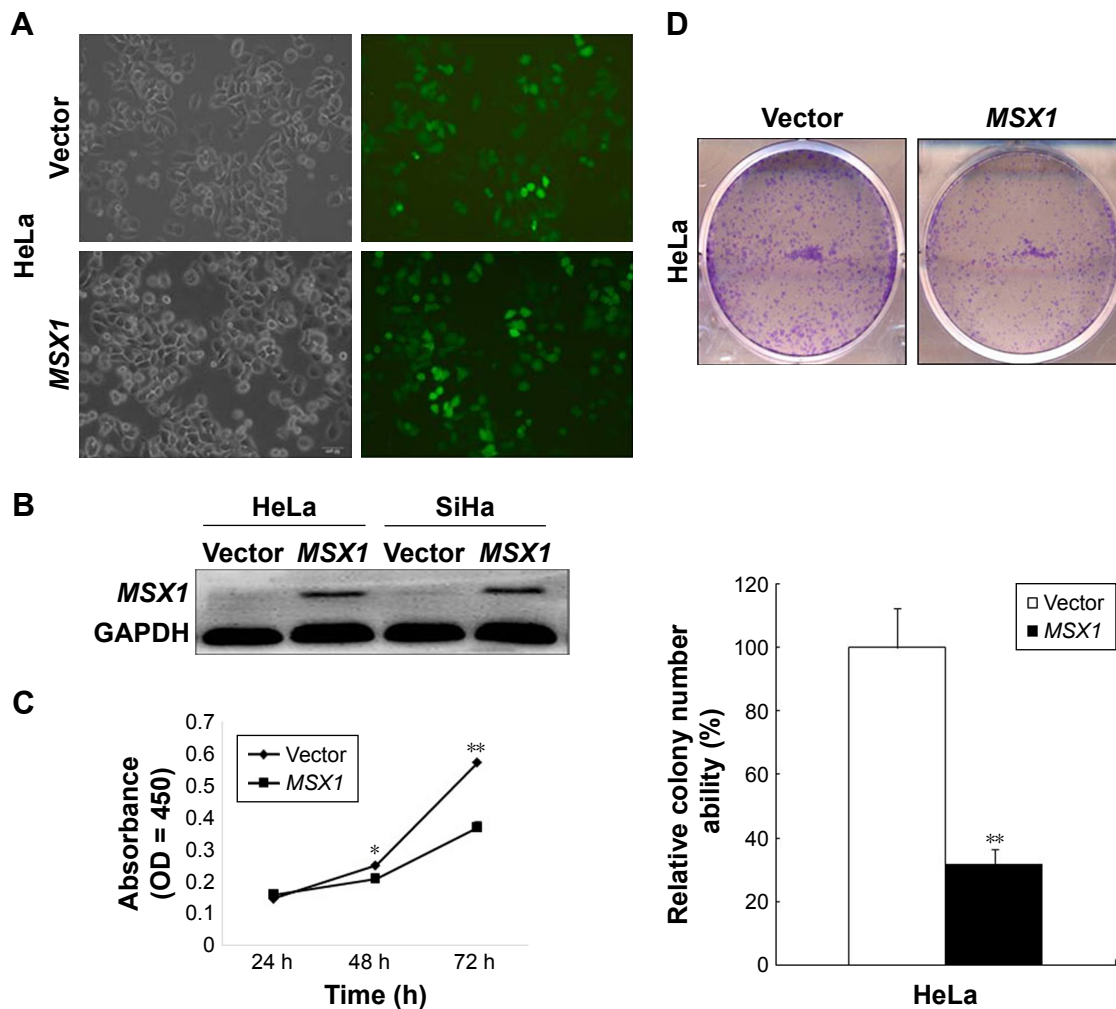 A
Vector
HeLa
MSX1
B
HeLa SiHa
Vector MSX1 Vector MSX1
MSX1
GAPDH
C
Absorbance
(OD = 450)
0.7
0.6
0.5
0.4
0.3
0.2
0.1
0
Vector
MSX1
*
**
24 h 48 h 72 h
Time (h)
D
Vector MSX1
HeLa
Relative colony number
ability (%)
120
100
80
60
40
20
0
Vector
MSX1
**
HeLa